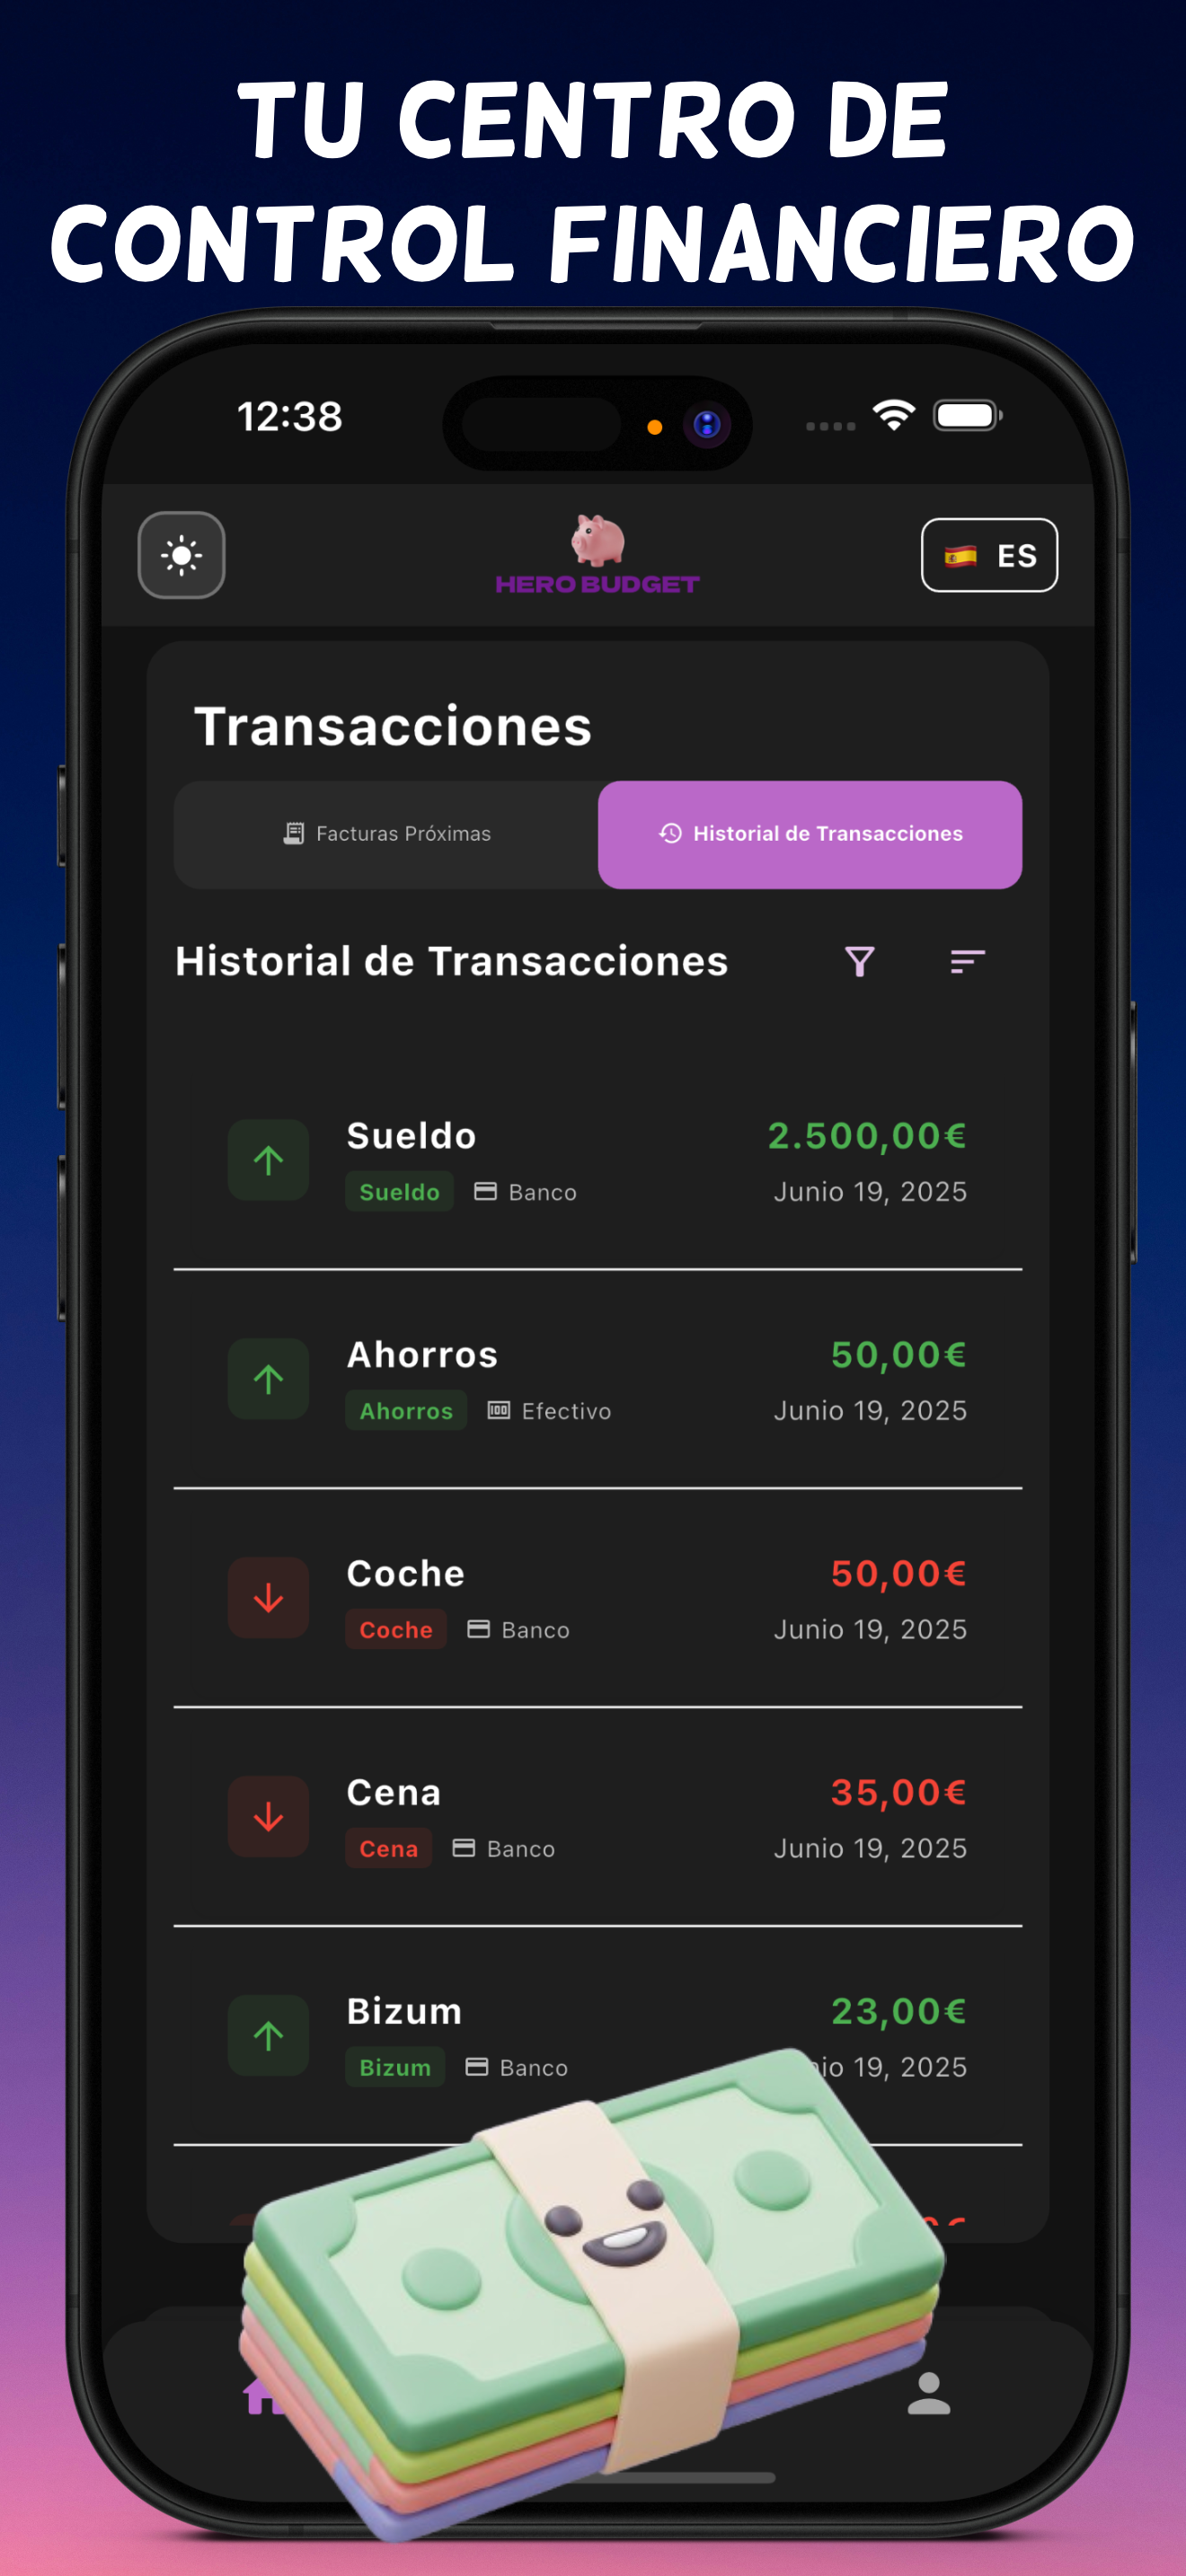 TU CENTRO DE
CONTROL FINANCIERO
12:38
HERO BUDGET
ES
Transacciones
Facturas Próximas
Historial de Transacciones
Historial de Transacciones
Sueldo
2.500,00€
Sueldo
Banco
Junio 19, 2025
Ahorros
50,00€
Ahorros
Efectivo
Junio 19, 2025
Coche
50,00€
Coche
Banco
Junio 19, 2025
Cena
35,00€
Cena
Banco
Junio 19, 2025
Bizum
23,00€
Bizum
Banco
19, 2025